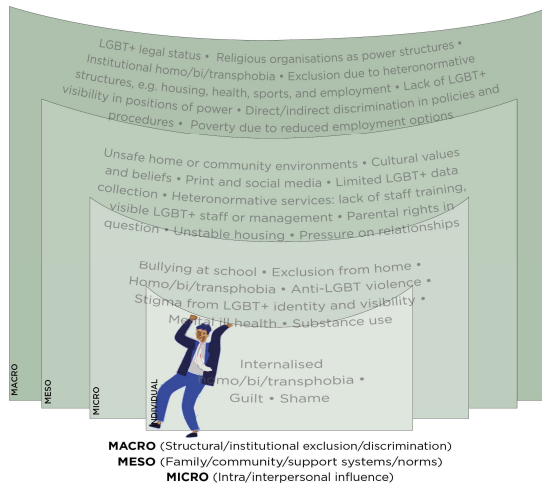 LGBT+ legal status • Religious organisations as power structures •
Institutional homo/bi/transphobia • Exclusion due to heteronormative
structures, e.g. housing, health, sports, and employment • Lack of LGBT+
visibility in positions of power • Direct/indirect discrimination in policies and
procedures • Poverty due to reduced employment options
Unsafe home or community environments • Cultural values
and beliefs • Print and social media • Limited LGBT+ data
collection • Heteronormative services: lack of staff training,
visible LGBT+ staff or management • Parental rights in
question • Unstable housing • Pressure on relationships
Bullying at school • Exclusion from home •
Homo/bi/transphobia • Anti-LGBT violence •
Stigma from LGBT+ identity and visibility •
Mental ill health • Substance use
Internalised
homo/bi/transphobia •
Guilt • Shame
MACRO
MESO
MICRO
INDIVIDUAL
MACRO (Structural/institutional exclusion/discrimination)
MESO (Family/community/support systems/norms)
MICRO (Intra/interpersonal influence)